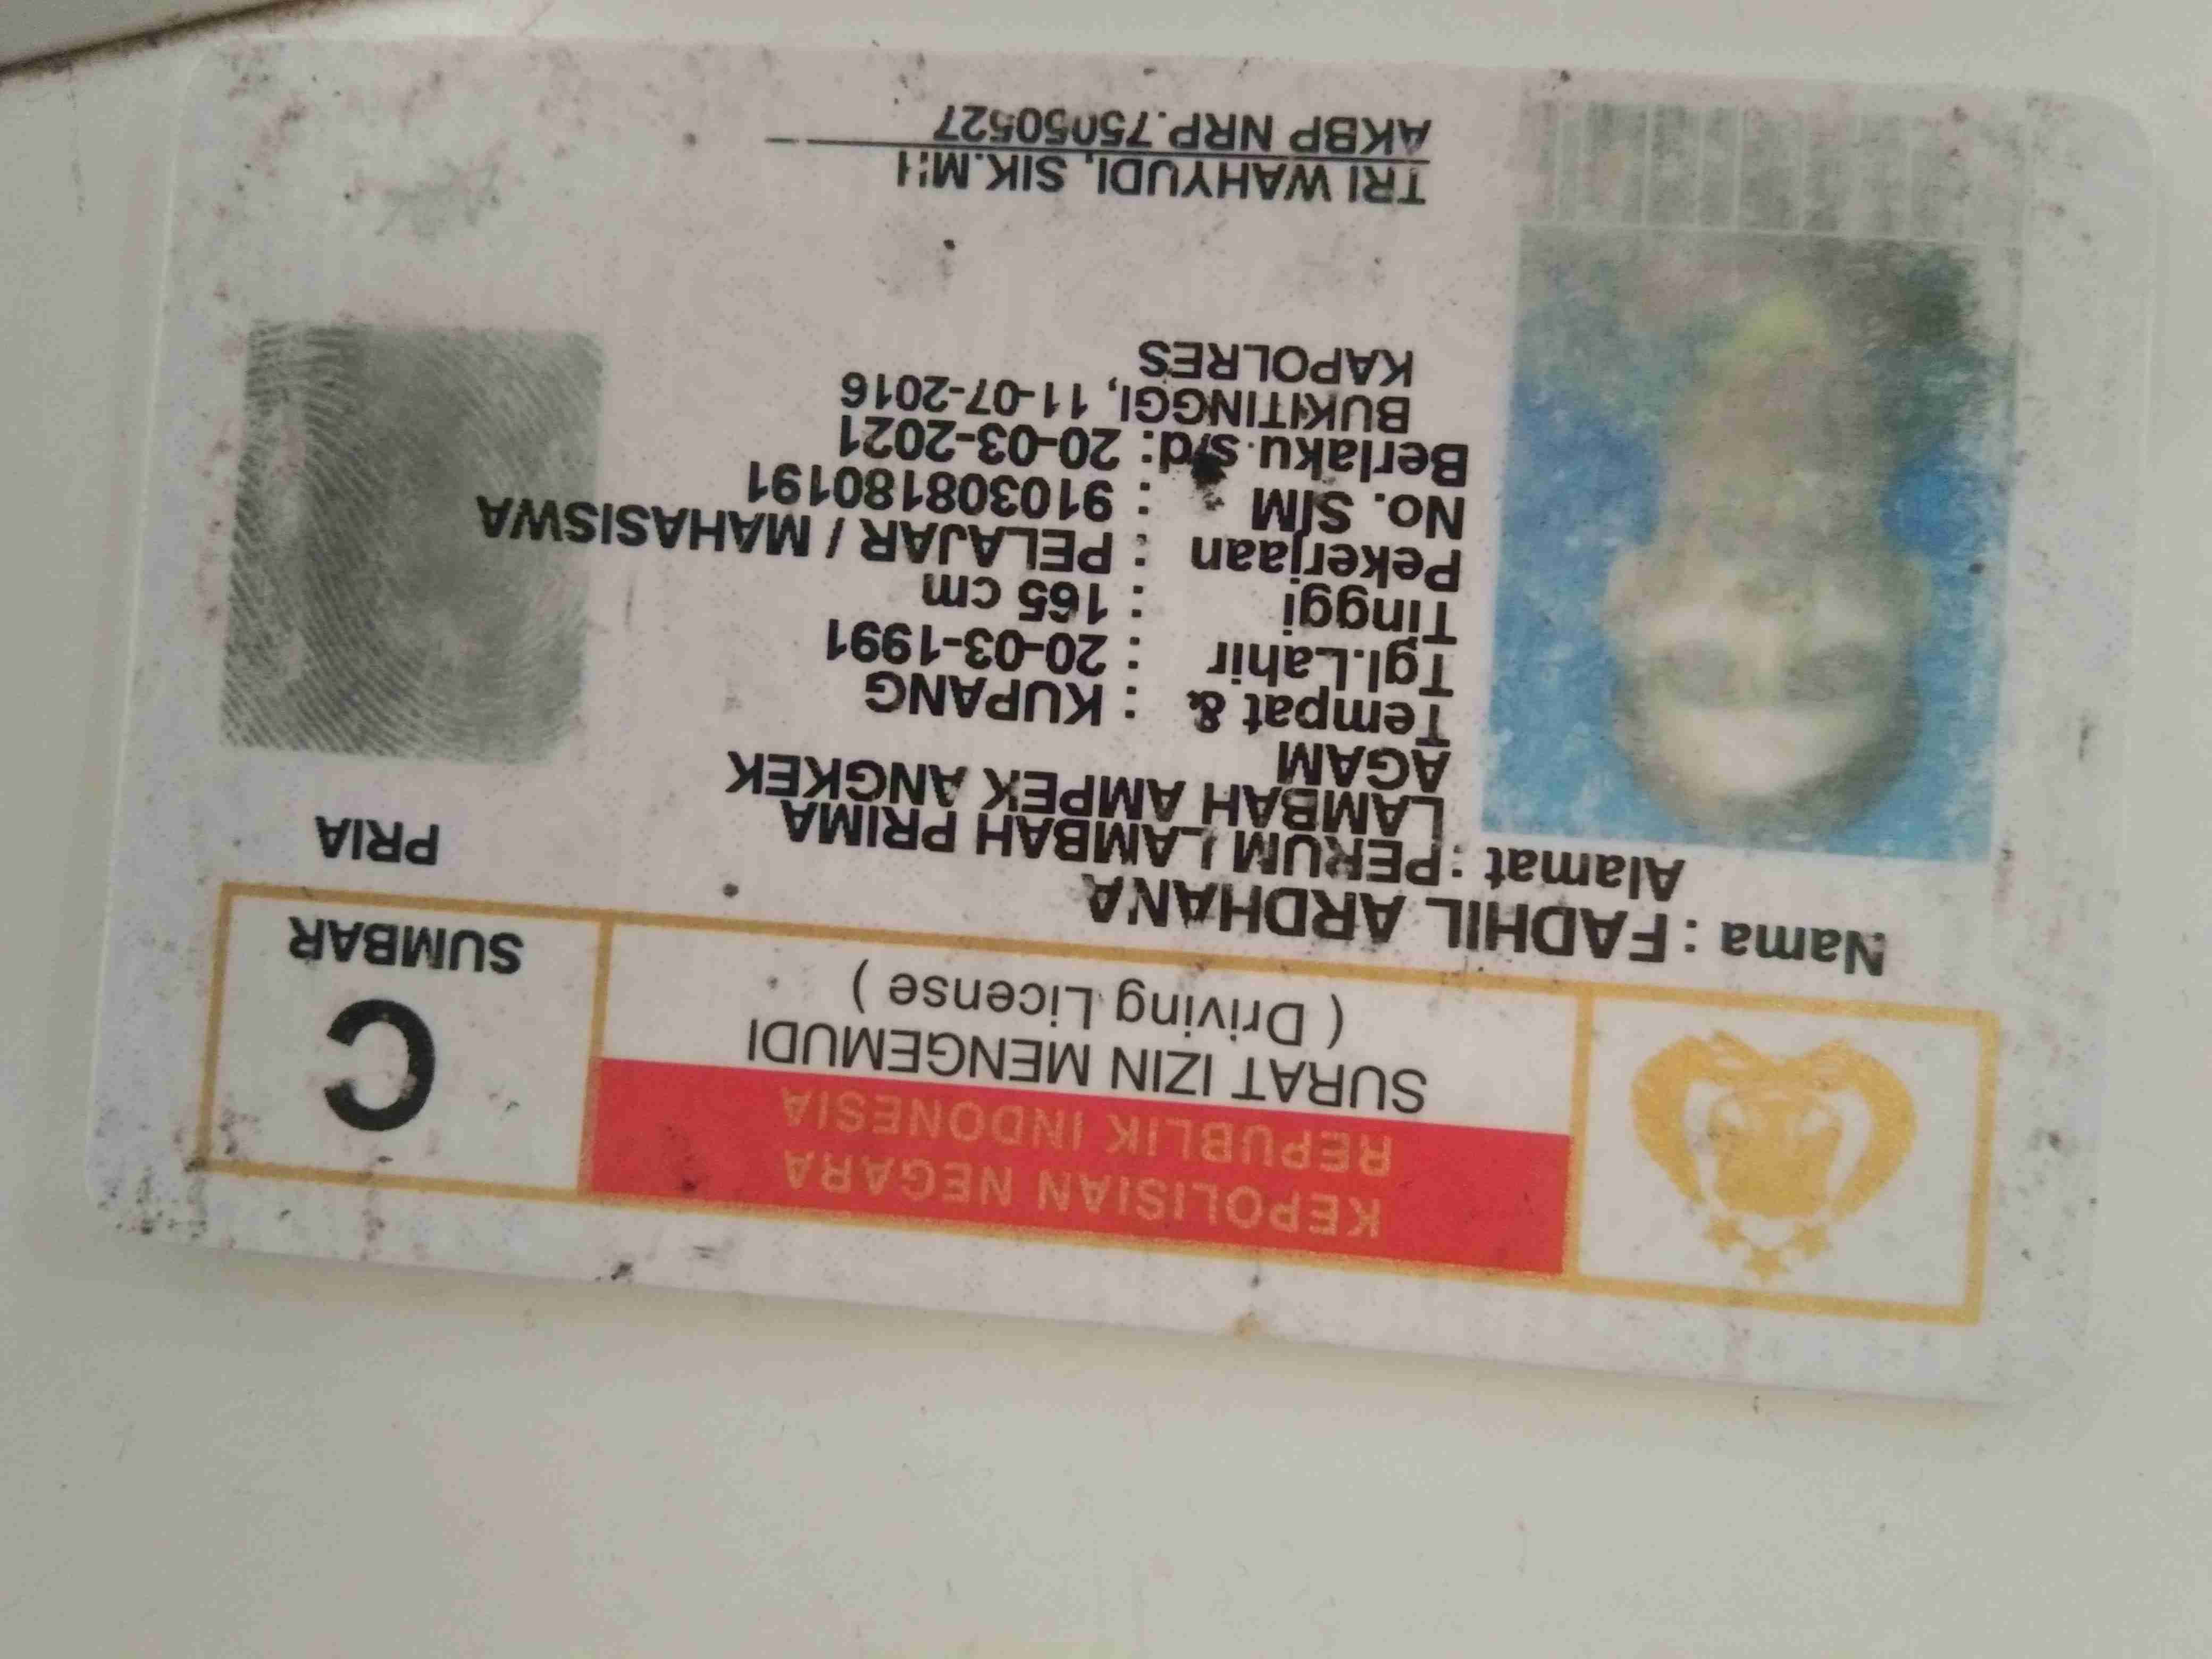 KEPOLISIAN NEGARA
REPUBLIK INDONESIA
SURAT IZIN MENGEMUDI
( Driving License )
C
SUMBAR
Nama : FADHIL ARDHANA
Alamat : PERUM LAMBAH PRIMA
LAMBAH AMPEK ANGKEK
AGAM
PRIA
Tempat & : KUPANG
Tgl.Lahir : 20-03-1991
Tinggi : 165 cm
Pekerjaan : PELAJAR / MAHASISWA
No. SIM : 910308180191
Berlaku s/d : 20-03-2021
BUKITINGGI, 11-07-2016
KAPOLRES
TRI WAHYUDI, SIK.
AKBP NRP.75050527